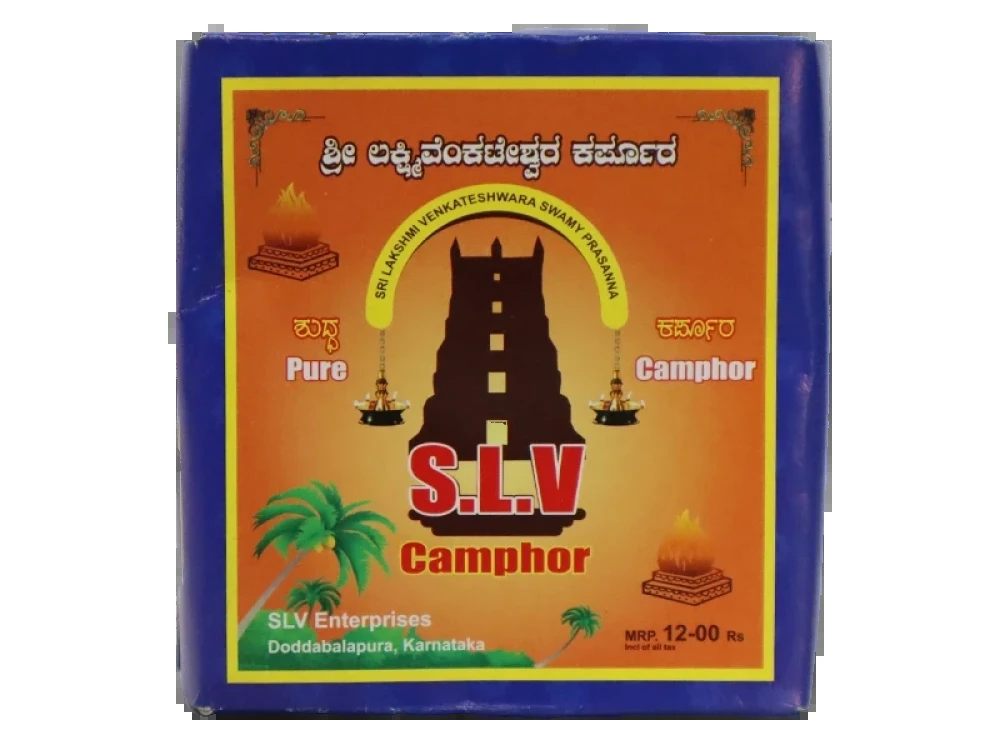 ಶ್ರೀ ಲಕ್ಷ್ಮಿವೆಂಕಟೇಶ್ವರ ಕರ್ಪೂರ
SRI LAKSHMI VENKATESHWARA SWAMY PRASANNA
ಶುದ್ಧ
ಕರ್ಪೂರ
Pure
Camphor
S.L.V
Camphor
SLV Enterprises
Doddabalapura, Karnataka
MRP. 12-00 Rs
Incl of all tax